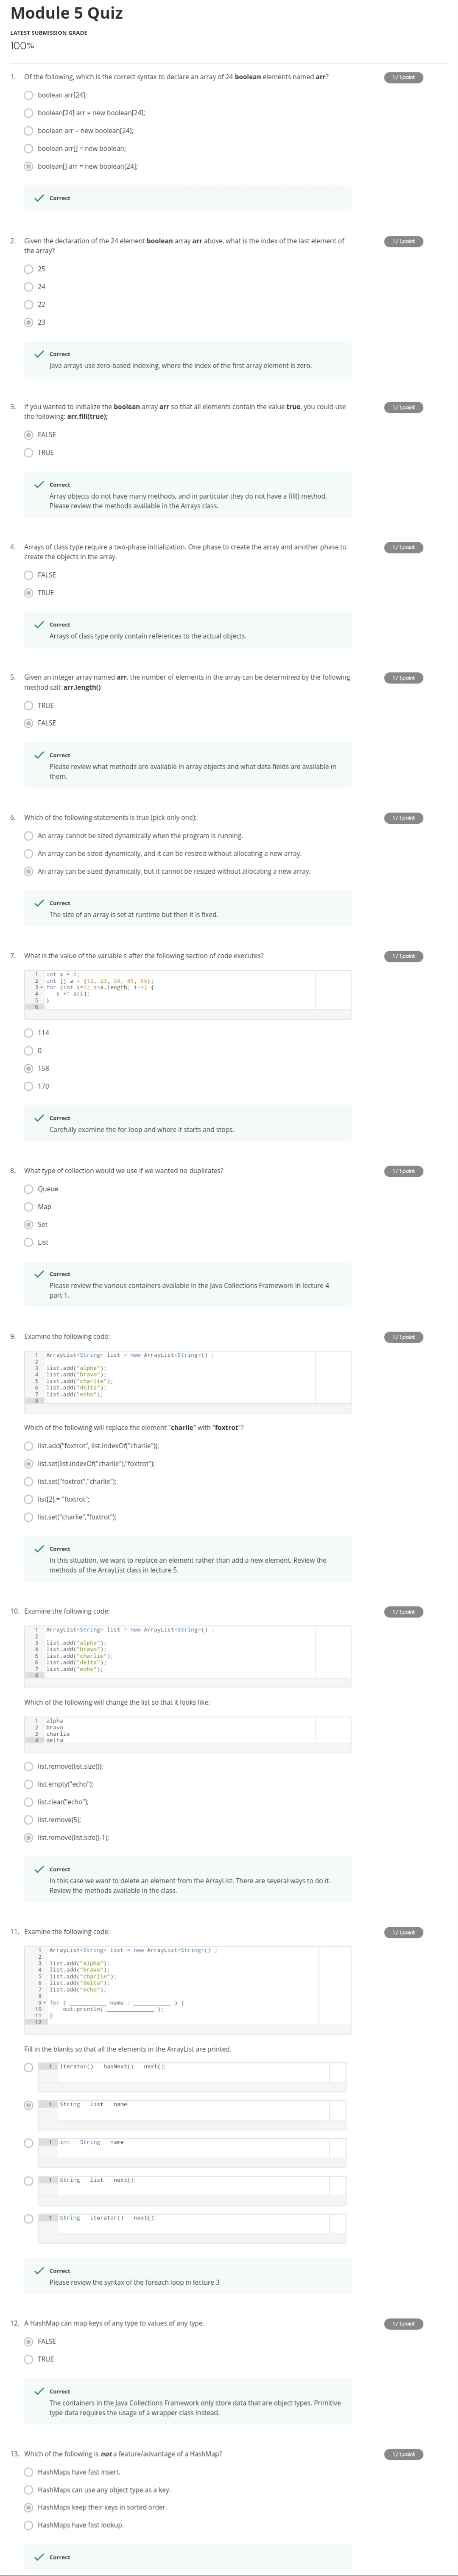 Module 5 Quiz
LATEST SUBMISSION GRADE
100%
1. Of the following, which is the correct syntax to declare an array of 24 boolean elements named arr?
1 / 1 point
boolean arr[24];
boolean[24] arr = new boolean[24];
boolean arr = new boolean[24];
boolean arr[] = new boolean;
boolean[] arr = new boolean[24];
Correct
2. Given the declaration of the 24 element boolean array arr above, what is the index of the last element of
the array?
1 / 1 point
25
24
22
23
Correct
Java arrays use zero-based indexing, where the index of the first array element is zero.
3. If you wanted to initialize the boolean array arr so that all elements contain the value true, you could use
the following: arr.fill(true);
1 / 1 point
FALSE
TRUE
Correct
Array objects do not have many methods, and in particular they do not have a fill() method.
Please review the methods available in the Arrays class.
4. Arrays of class type require a two-phase initialization. One phase to create the array and another phase to
create the objects in the array.
1 / 1 point
FALSE
TRUE
Correct
Arrays of class type only contain references to the actual objects.
5. Given an integer array named arr, the number of elements in the array can be determined by the following
method call: arr.length()
1 / 1 point
TRUE
FALSE
Correct
Please review what methods are available in array objects and what data fields are available in
them.
6. Which of the following statements is true (pick only one):
1 / 1 point
An array cannot be sized dynamically when the program is running.
An array can be sized dynamically, and it can be resized without allocating a new array.
An array can be sized dynamically, but it cannot be resized without allocating a new array.
Correct
The size of an array is set at runtime but then it is fixed.
7. What is the value of the variable s after the following section of code executes?
1 / 1 point
1 int s = 0;
2 int [] a = {12, 23, 34, 45, 56};
3 for (int i=1; i<a.length; i++) {
4 s += a[i];
5 }
6
114
0
158
170
Correct
Carefully examine the for-loop and where it starts and stops.
8. What type of collection would we use if we wanted no duplicates?
1 / 1 point
Queue
Map
Set
List
Correct
Please review the various containers available in the Java Collections Framework in lecture 4
part 1.
9. Examine the following code:
1 / 1 point
1 ArrayList<String> list = new ArrayList<String>() ;
2
3 list.add("alpha");
4 list.add("bravo");
5 list.add("charlie");
6 list.add("delta");
7 list.add("echo");
8
Which of the following will replace the element "charlie" with "foxtrot"?
list.add("foxtrot", list.indexOf("charlie"));
list.set(list.indexOf("charlie"),"foxtrot");
list.set("foxtrot","charlie");
list[2] = "foxtrot";
list.set("charlie","foxtrot");
Correct
In this situation, we want to replace an element rather than add a new element. Review the
methods of the ArrayList class in lecture 5.
10. Examine the following code:
1 / 1 point
1 ArrayList<String> list = new ArrayList<String>() ;
2
3 list.add("alpha");
4 list.add("bravo");
5 list.add("charlie");
6 list.add("delta");
7 list.add("echo");
8
Which of the following will change the list so that it looks like:
1 alpha
2 bravo
3 charlie
4 delta
list.remove(list.size());
list.empty("echo");
list.clear("echo");
list.remove(5);
list.remove(list.size()-1);
Correct
In this case we want to delete an element from the ArrayList. There are several ways to do it.
Review the methods available in the class.
11. Examine the following code:
1 / 1 point
1 ArrayList<String> list = new ArrayList<String>() ;
2
3 list.add("alpha");
4 list.add("bravo");
5 list.add("charlie");
6 list.add("delta");
7 list.add("echo");
8
9 for ( __________ name : __________ ) {
10 out.println( ____________ );
11 }
12
Fill in the blanks so that all the elements in the ArrayList are printed.
1 iterator() hasNext() next()
1 String list name
1 int String name
1 String list next()
1 String iterator() next()
Correct
Please review the syntax of the foreach loop in lecture 3
12. A HashMap can map keys of any type to values of any type.
1 / 1 point
FALSE
TRUE
Correct
The containers in the Java Collections Framework only store data that are object types. Primitive
type data requires the usage of a wrapper class instead.
13. Which of the following is not a feature/advantage of a HashMap?
1 / 1 point
HashMaps have fast insert.
HashMaps can use any object type as a key.
HashMaps keep their keys in sorted order.
HashMaps have fast lookup.
Correct